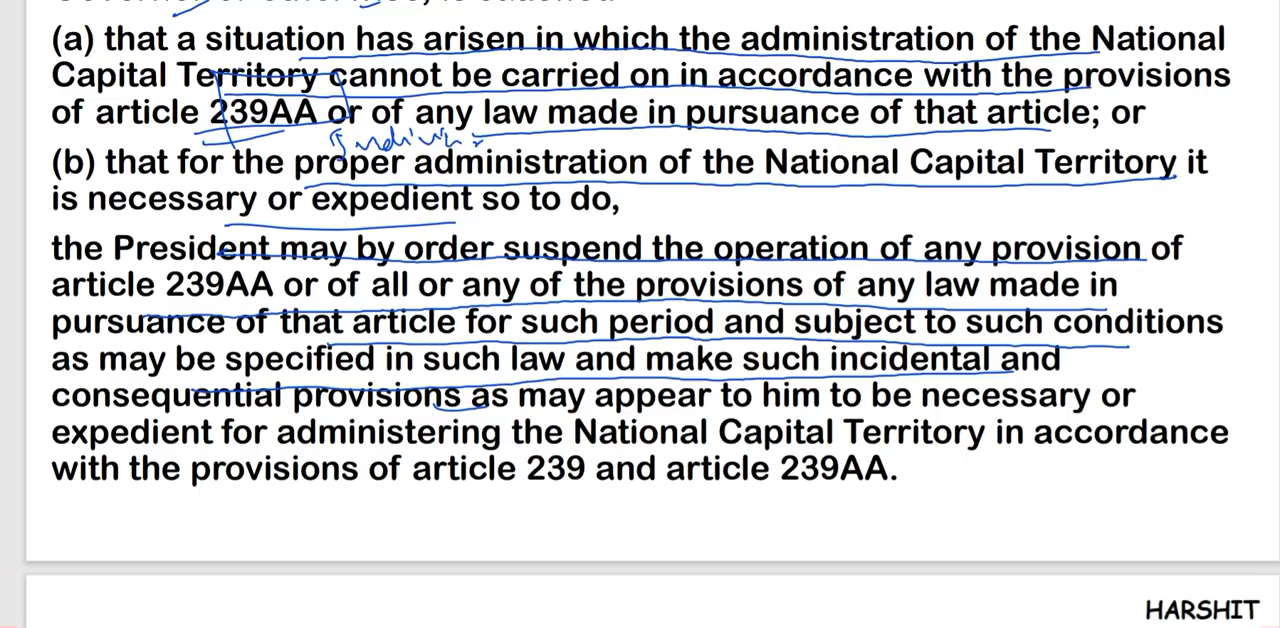 (a) that a situation has arisen in which the administration of the National
Capital Territory cannot be carried on in accordance with the provisions
of article 239AA or of any law made in pursuance of that article; or
(b) that for the proper administration of the National Capital Territory it
is necessary or expedient so to do,
the President may by order suspend the operation of any provision of
article 239AA or of all or any of the provisions of any law made in
pursuance of that article for such period and subject to such conditions
as may be specified in such law and make such incidental and
consequential provisions as may appear to him to be necessary or
expedient for administering the National Capital Territory in accordance
with the provisions of article 239 and article 239AA.
HARSHIT